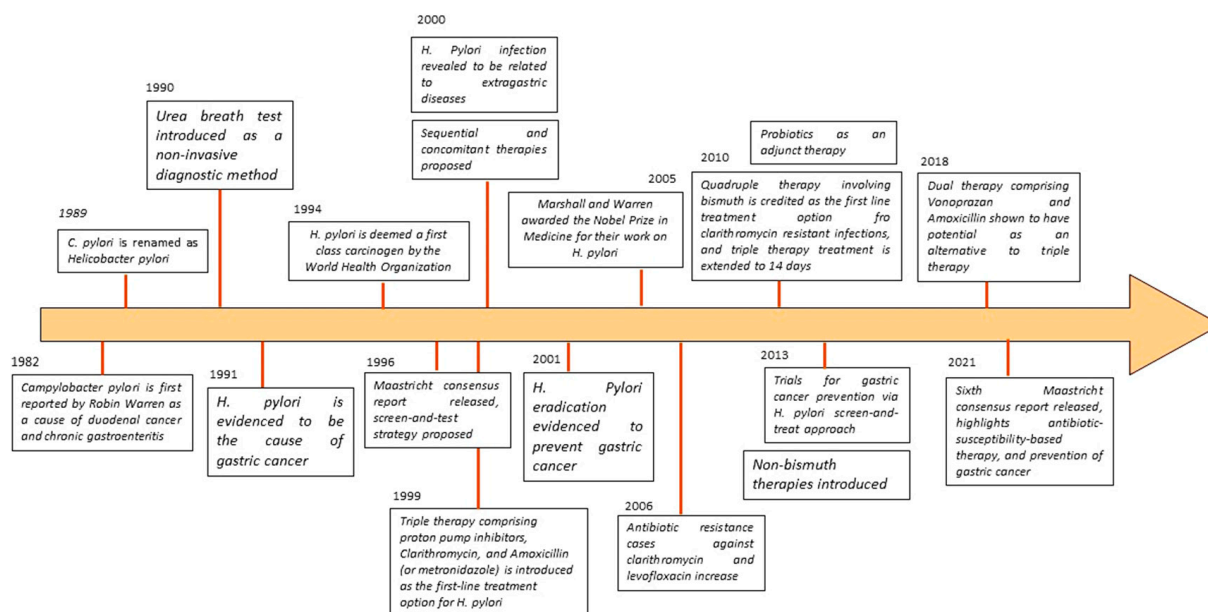 2000
H. Pylori infection
revealed to be related
to extragastric
diseases
1990
Urea breath test
introduced as a
non-invasive
diagnostic method
Sequential and
concomitant therapies
proposed
Probiotics as an
adjunct therapy
2005
Marshall and Warren
awarded the Nobel Prize in
Medicine for their work on
H. pylori
2010
Quadruple therapy involving
bismuth is credited as the first line
treatment option fro
clarithromycin resistant infections,
and triple therapy treatment is
extended to 14 days
2018
Dual therapy comprising
Vonoprazan and
Amoxicillin shown to have
potential as an
alternative to triple
therapy
1989
C. pylori is renamed as
Helicobacter pylori
1994
H. pylori is deemed a first
class carcinogen by the
World Health Organization
1982
Campylobacter pylori is first
reported by Robin Warren as
a cause of duodenal cancer
and chronic gastroenteritis
1991
H. pylori is
evidenced to be
the cause of
gastric cancer
1996
Maastricht consensus
report released,
screen-and-test
strategy proposed
2001
H. Pylori
eradication
evidenced to
prevent gastric
cancer
2013
Trials for gastric
cancer prevention via
H. pylori screen-and-
treat approach
Non-bismuth
therapies introduced
2021
Sixth Maastricht
consensus report released,
highlights antibiotic-
susceptibility-based
therapy, and prevention of
gastric cancer
1999
Triple therapy comprising
proton pump inhibitors,
Clarithromycin, and Amoxicillin
(or metronidazole) is introduced
as the first-line treatment
option for H. pylori
2006
Antibiotic resistance
cases against
clarithromycin and
levofloxacin increase